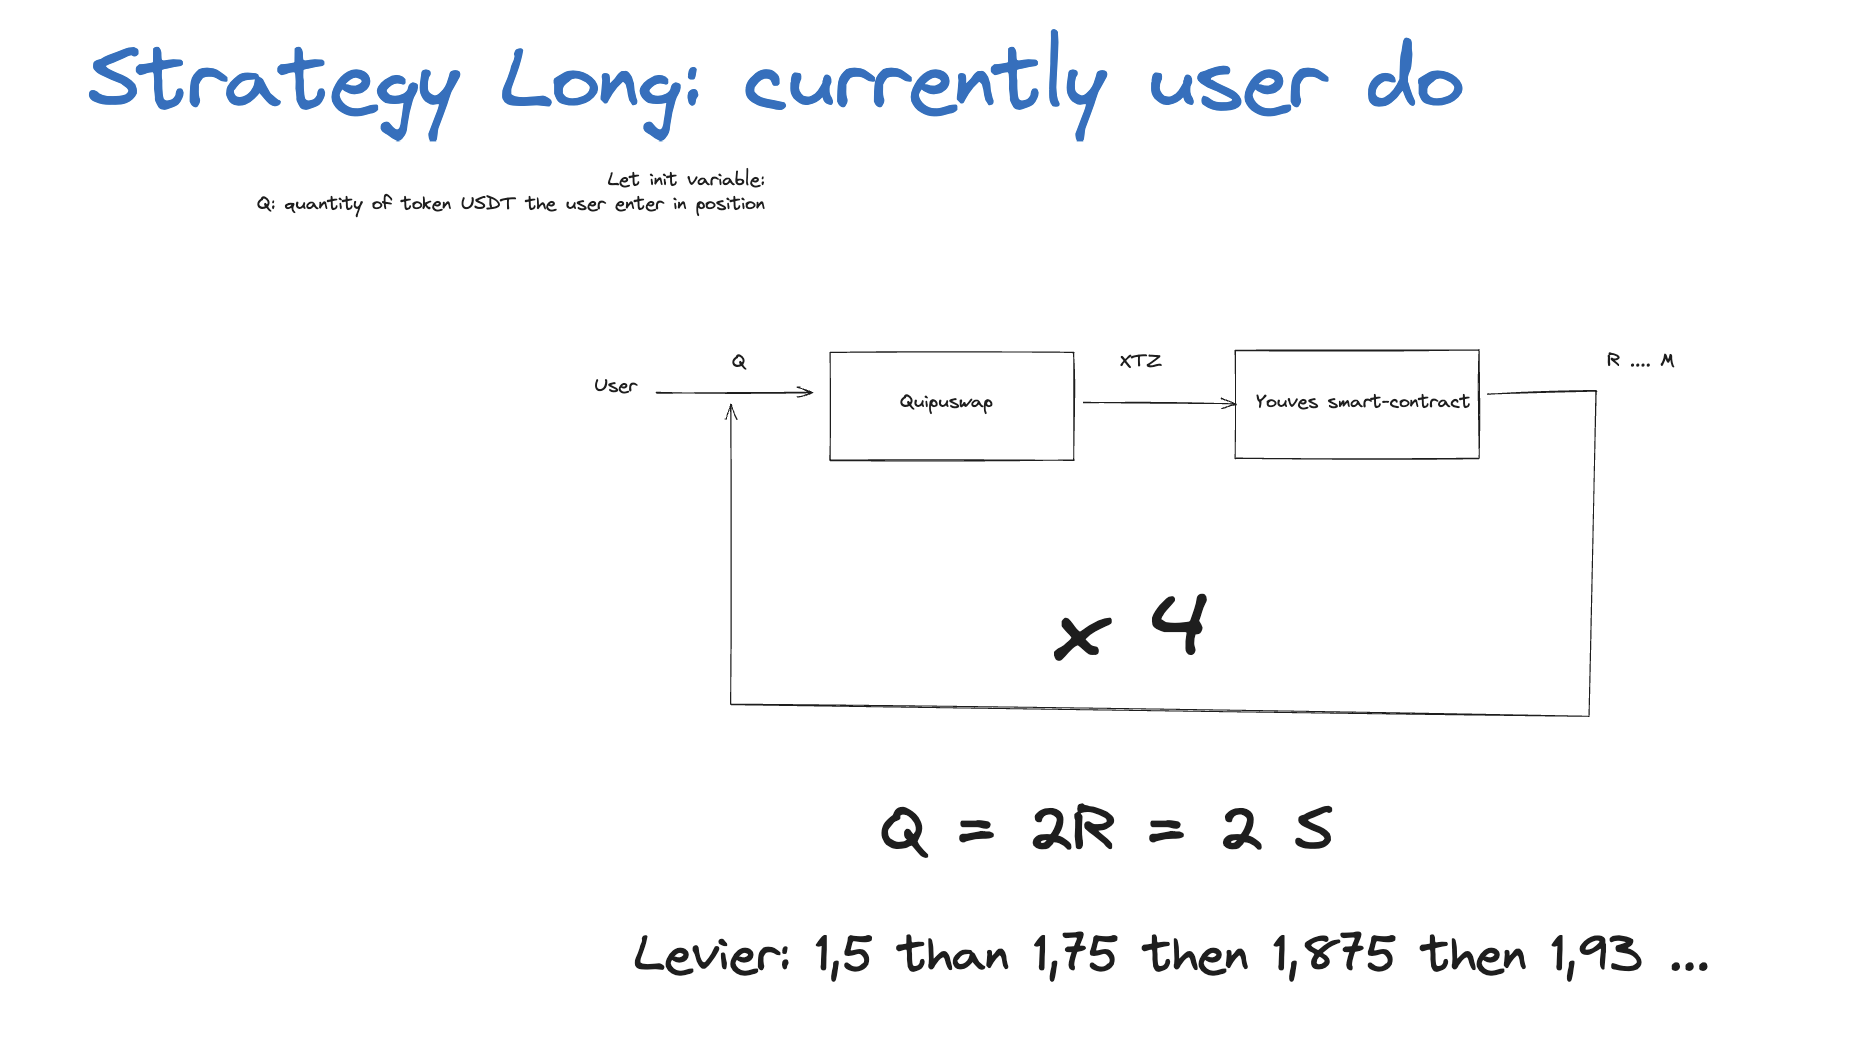 Strategy Long: currently user do
Let init variable:
Q: quantity of token USDT the user enter in position
User
Q
Quipuswap
XTZ
Youves smart-contract
R .... M
x 4
Q = 2R = 2 S
Levier: 1,5 than 1,75 then 1,875 then 1,93 ...